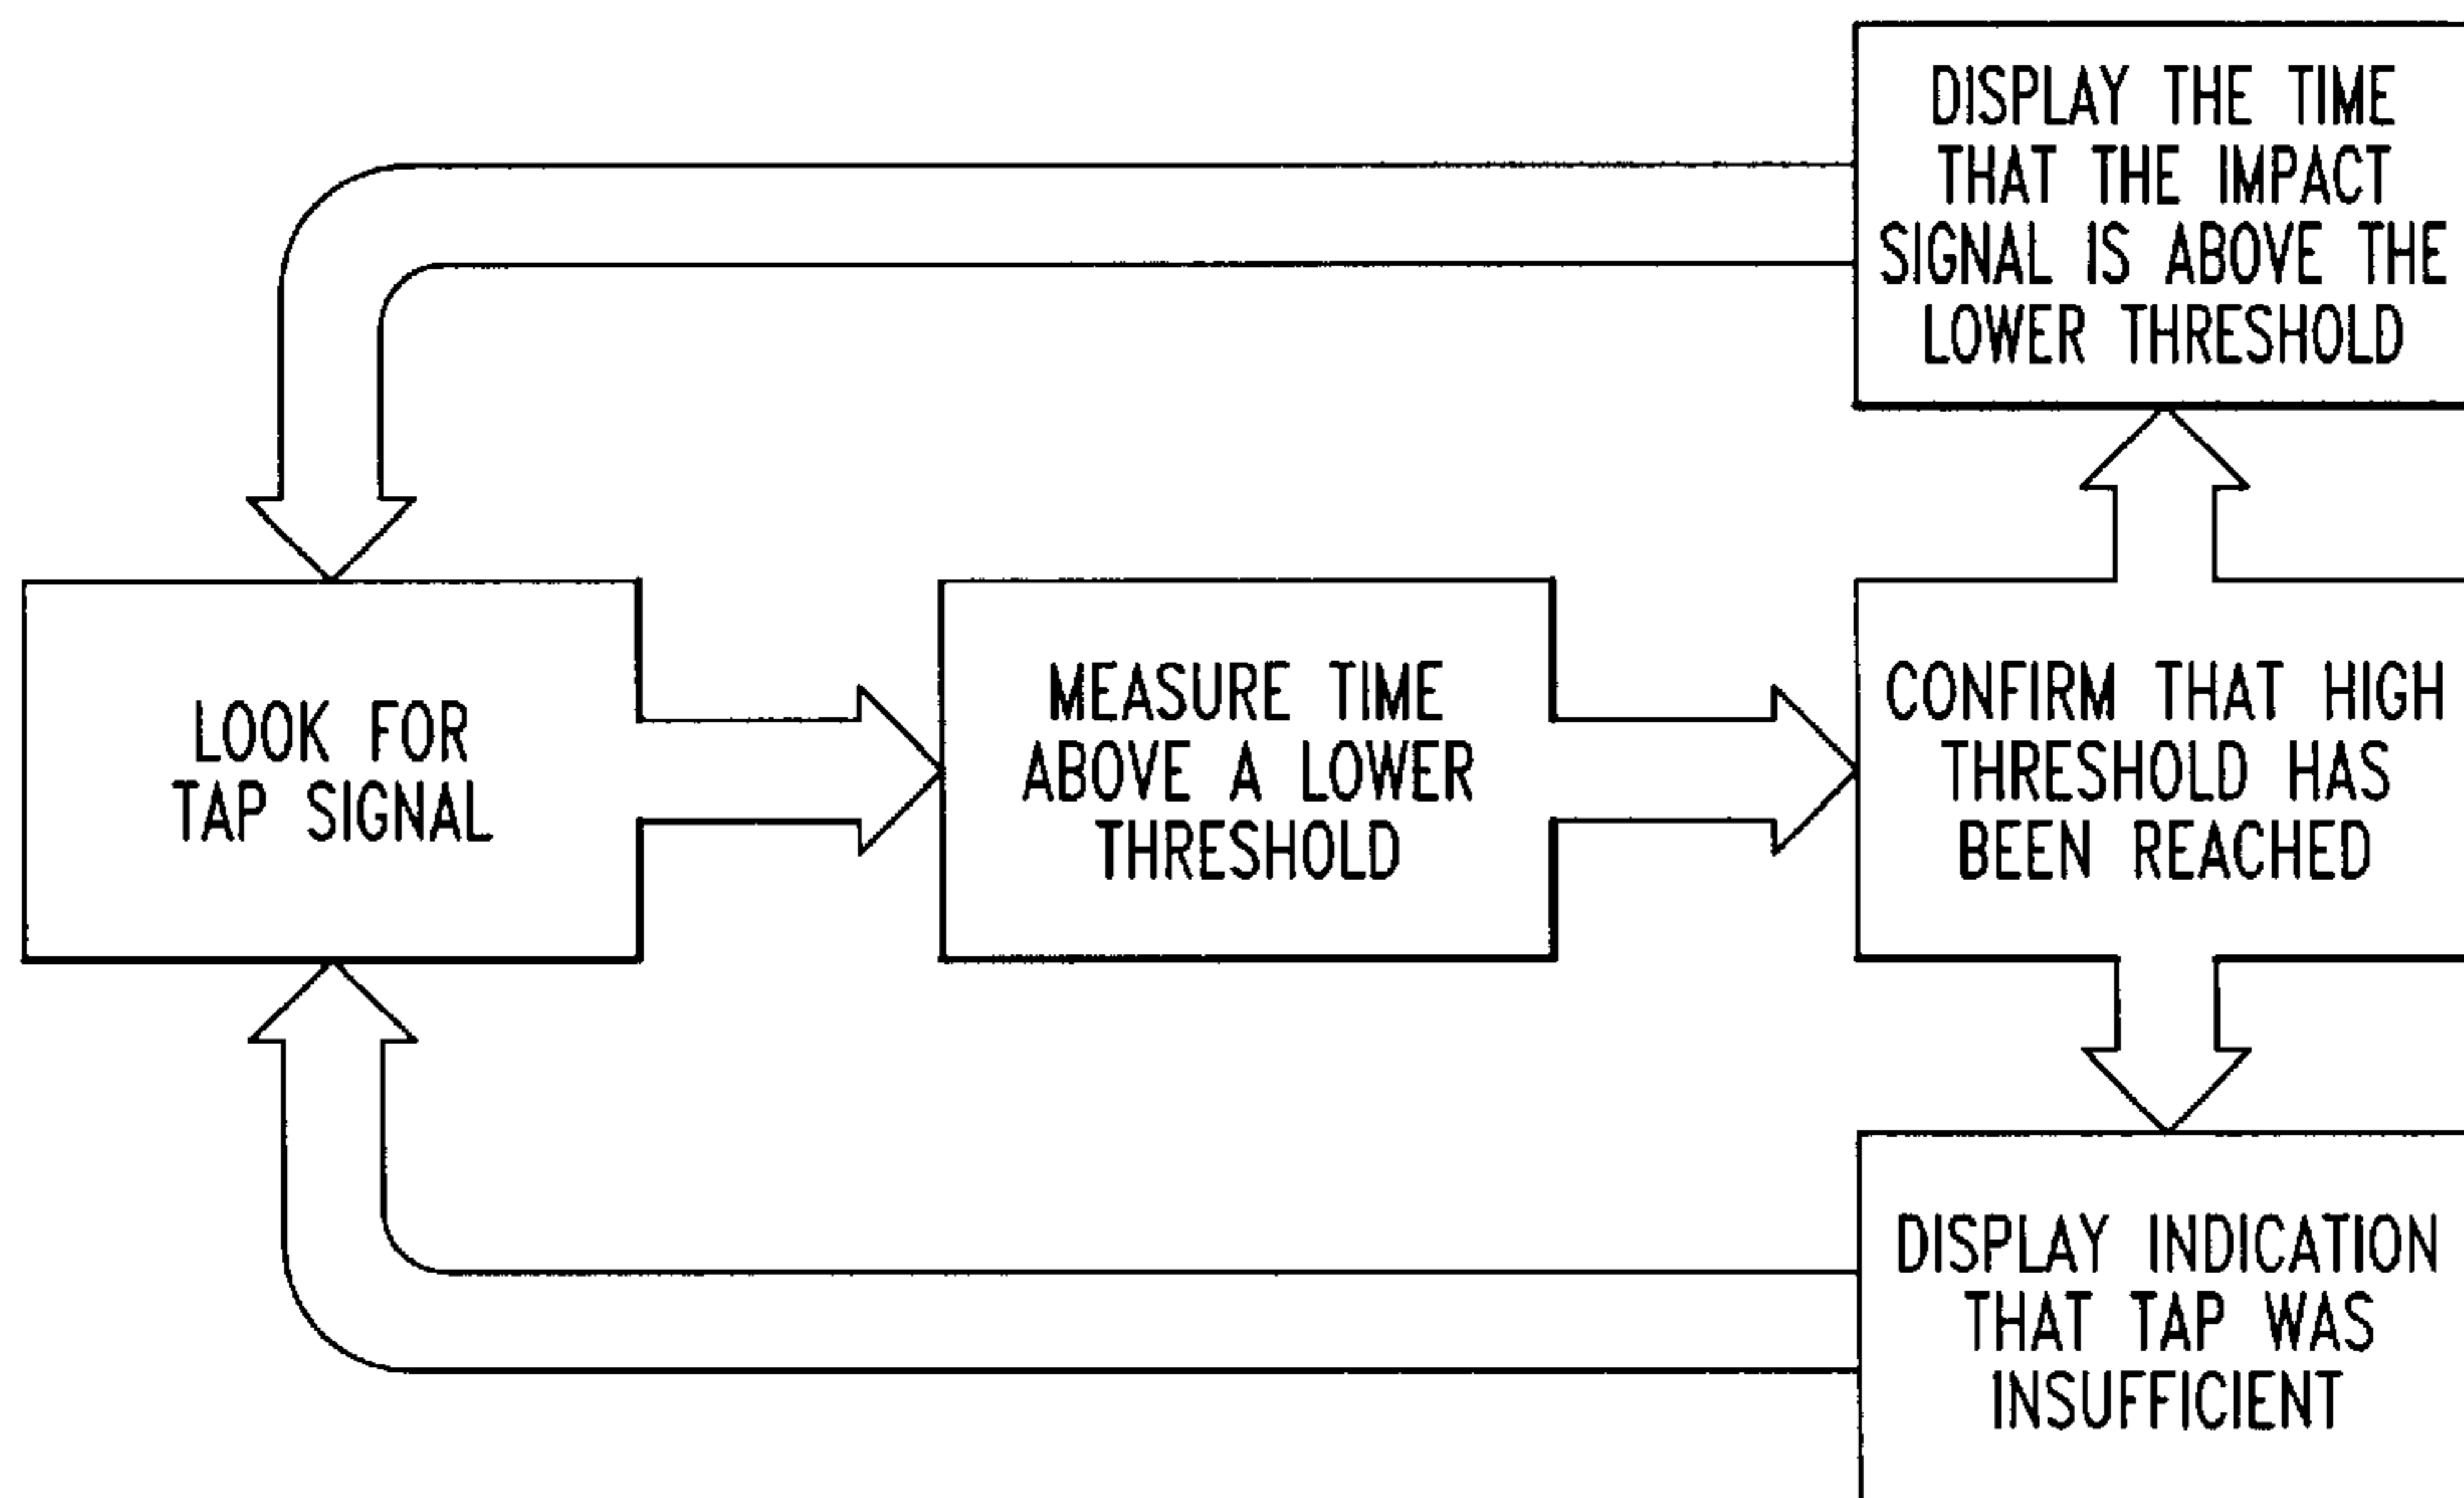 DISPLAY THE TIME
THAT THE IMPACT
SIGNAL IS ABOVE THE
LOWER THRESHOLD
LOOK FOR
TAP SIGNAL
MEASURE TIME
ABOVE A LOWER
THRESHOLD
CONFIRM THAT HIGH
THRESHOLD HAS
BEEN REACHED
DISPLAY INDICATION
THAT TAP WAS
INSUFFICIENT